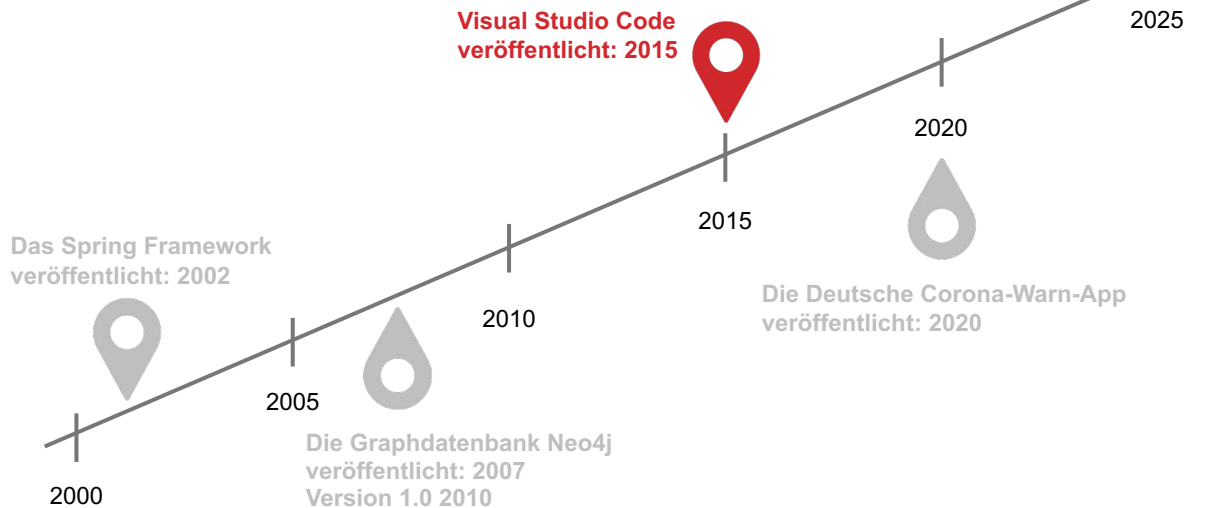 Visual Studio Code
veröffentlicht: 2015
2025
2020
2015
Das Spring Framework
veröffentlicht: 2002
Die Deutsche Corona-Warn-App
veröffentlicht: 2020
2010
2005
Die Graphdatenbank Neo4j
veröffentlicht: 2007
Version 1.0 2010
2000